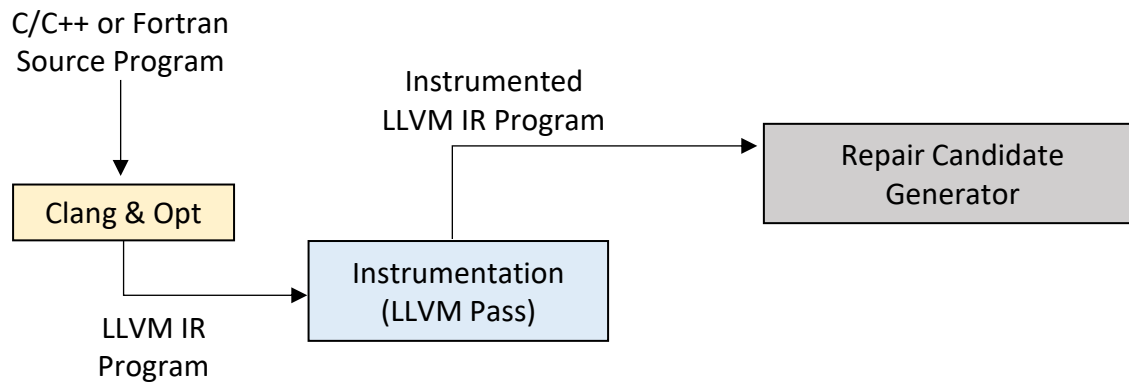 C/C++ or Fortran
Source Program
Instrumented
LLVM IR Program
Repair Candidate
Generator
Clang & Opt
Instrumentation
(LLVM Pass)
LLVM IR
Program